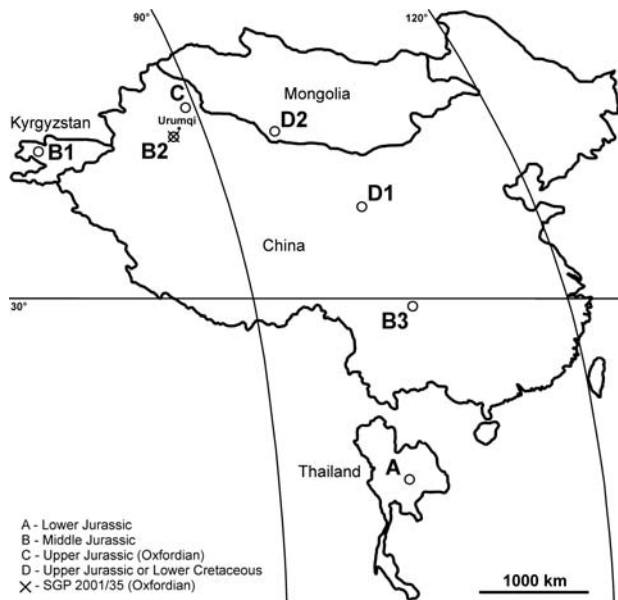 90°
120°
Mongolia
C
Kyrgyzstan
Urumqi
D2
B1
B2
D1
China
30°
B3
Thailand
A
A - Lower Jurassic
B - Middle Jurassic
C - Upper Jurassic (Oxfordian)
D - Upper Jurassic or Lower Cretaceous
X - SGP 2001/35 (Oxfordian)
1000 km